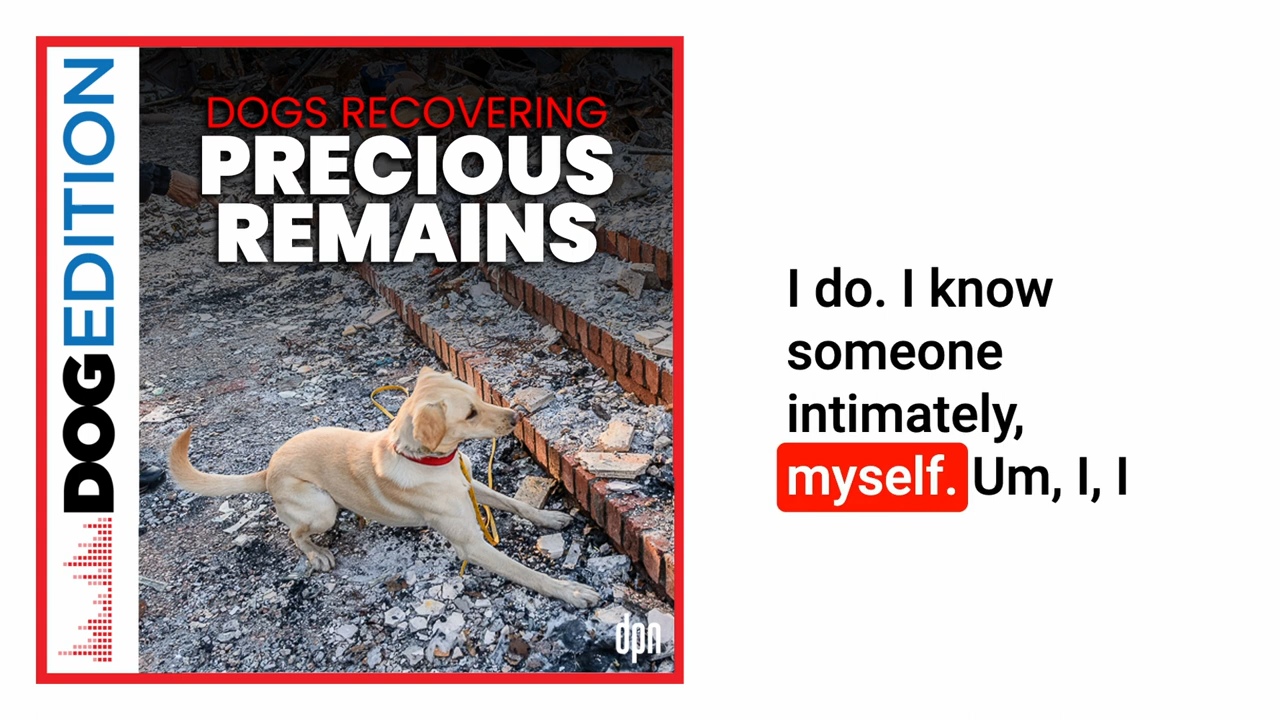 DOGEDITION
DOGS RECOVERING
PRECIOUS
REMAINS
dpn
I do. I know
someone
intimately,
myself. Um, I, I